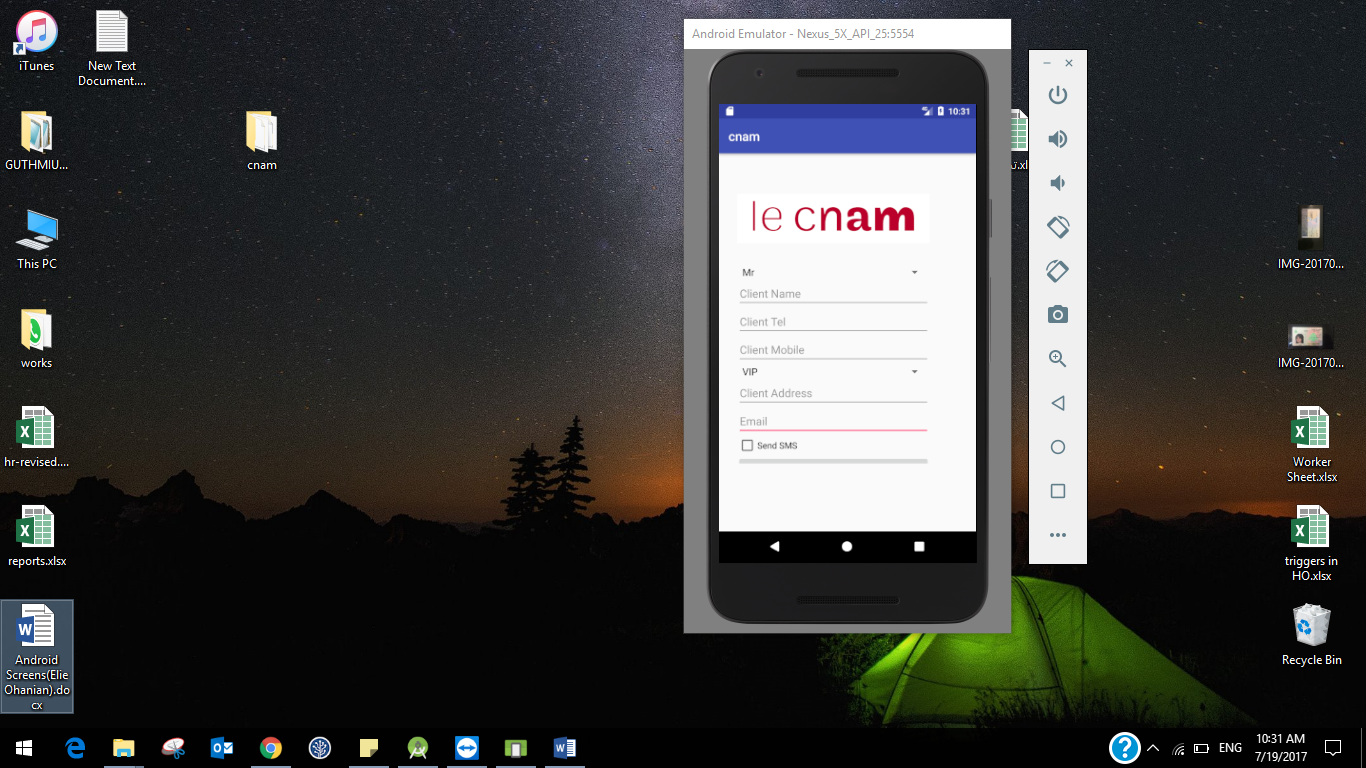 iTunes
New Text
Document....
GUTHMIU...
cnam
This PC
works
hr-revised....
reports.xlsx
Android
Screens(Elie
Ohanian).do
cx
Android Emulator - Nexus_5X_API_25:5554
10:31
cnam
le cnam
Mr
Client Name
Client Tel
Client Mobile
VIP
Client Address
Email
Send SMS
IMG-20170...
IMG-20170...
Worker
Sheet.xlsx
triggers in
HO.xlsx
Recycle Bin
ENG
10:31 AM
7/19/2017